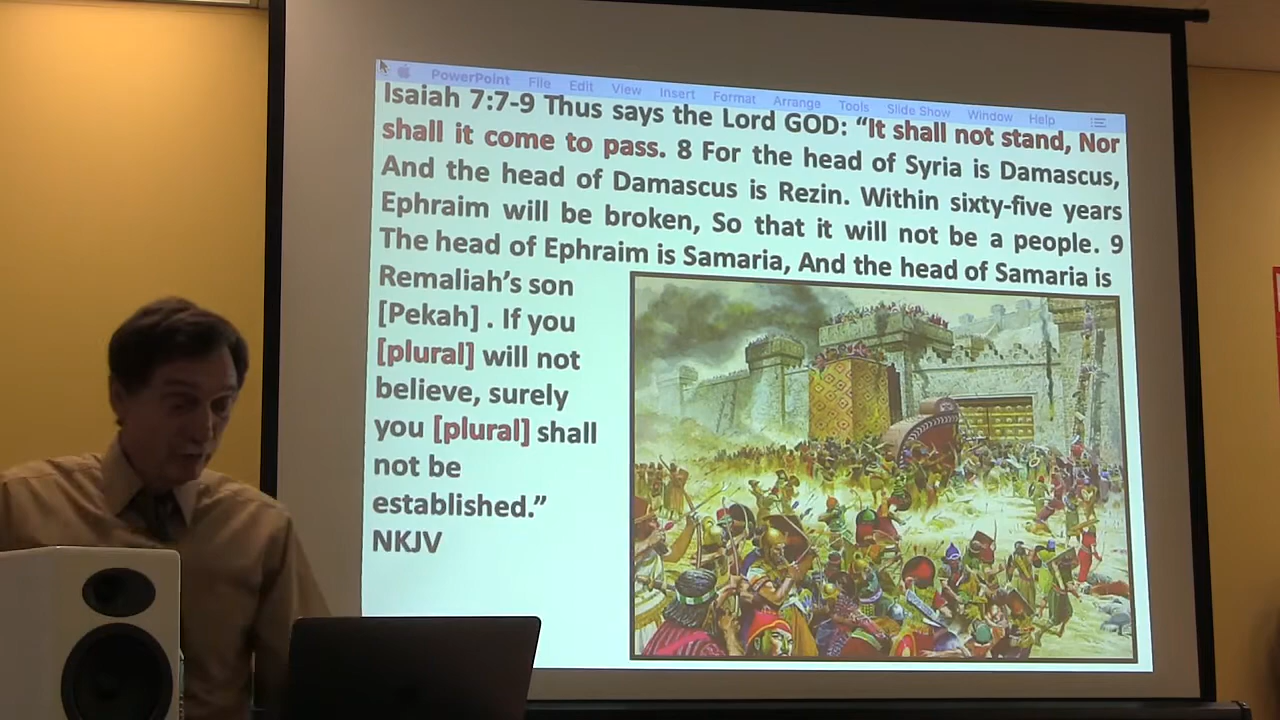 PowerPoint File Edit View Insert Format Arrange Tools Slide Show Window Help
Isaiah 7:7-9 Thus says the Lord GOD: “It shall not stand, Nor
shall it come to pass. 8 For the head of Syria is Damascus,
And the head of Damascus is Rezin. Within sixty-five years
Ephraim will be broken, So that it will not be a people. 9
The head of Ephraim is Samaria, And the head of Samaria is
Remaliah’s son
[Pekah] . If you
[plural] will not
believe, surely
you [plural] shall
not be
established.”
NKJV